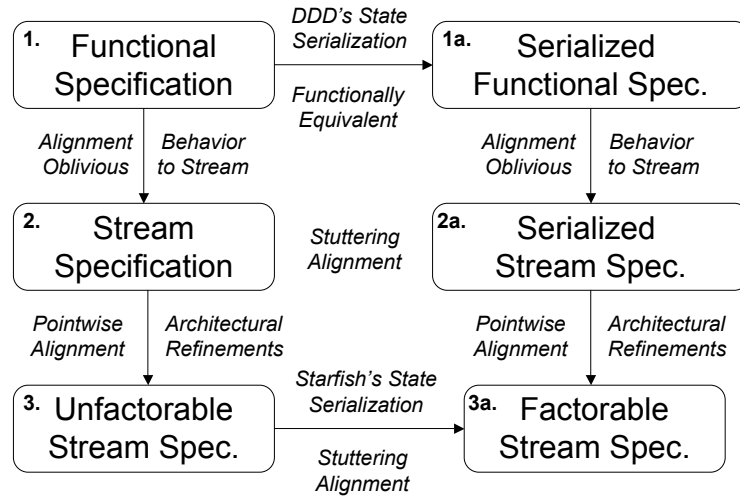 DDD's State
Serialization
1. Functional
Specification
1a. Serialized
Functional Spec.
Functionally
Equivalent
Alignment
Oblivious
Behavior
to Stream
Alignment
Oblivious
Behavior
to Stream
2. Stream
Specification
Stuttering
Alignment
2a. Serialized
Stream Spec.
Pointwise
Alignment
Architectural
Refinements
Pointwise
Alignment
Architectural
Refinements
Starfish's State
Serialization
3. Unfactorable
Stream Spec.
3a. Factorable
Stream Spec.
Stuttering
Alignment